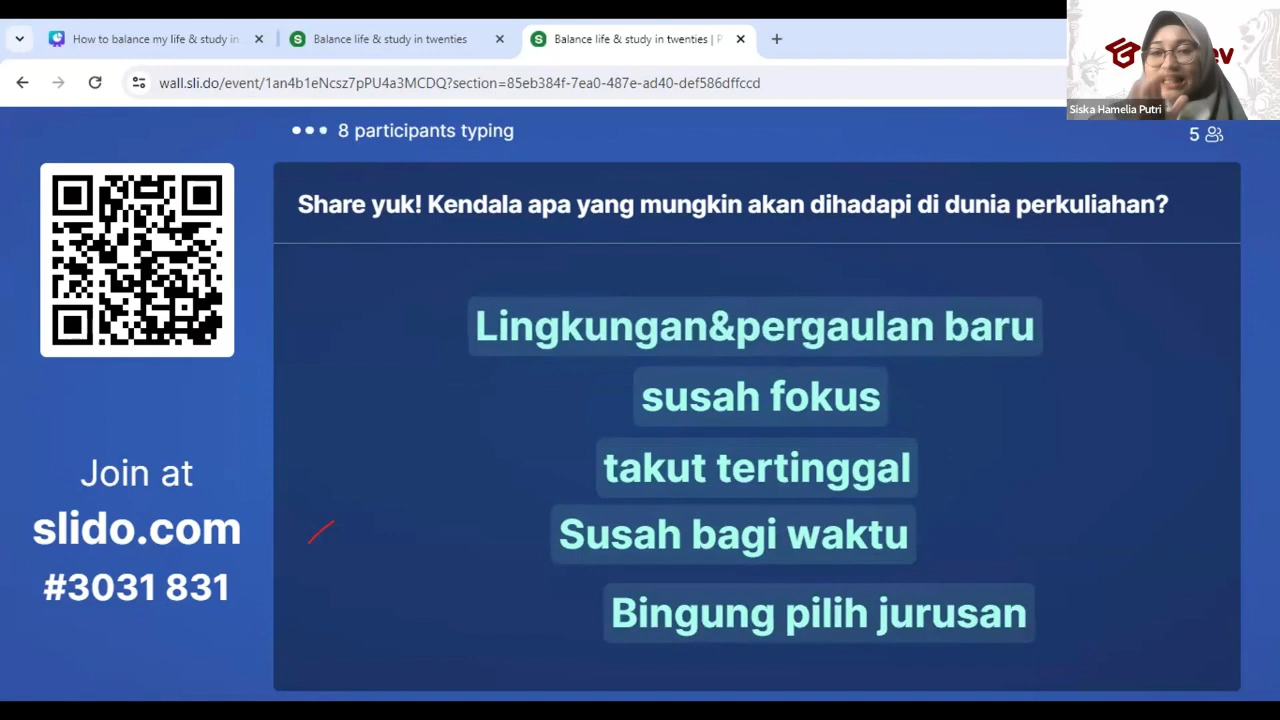 How to balance my life & study in
Balance life & study in twenties
Balance life & study in twenties | P
wall.sli.do/event/1an4b1eNcsz7pPU4a3MCDQ?section=85eb384f-7ea0-487e-ad40-def586dffccd
Siska Hamelia Putri
8 participants typing
5
Share yuk! Kendala apa yang mungkin akan dihadapi di dunia perkuliahan?
Lingkungan&pergaulan baru
susah fokus
takut tertinggal
Susah bagi waktu
Bingung pilih jurusan
Join at
slido.com
#3031 831